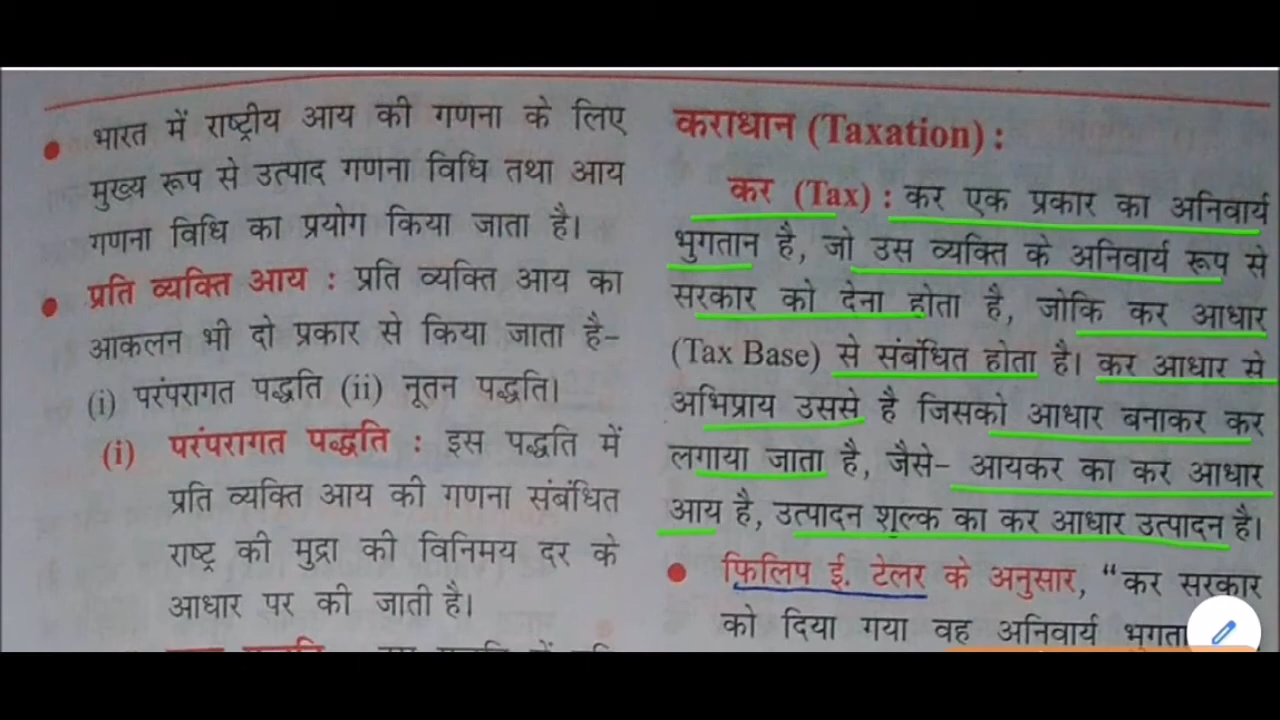 भारत में राष्ट्रीय आय की गणना के लिए
मुख्य रूप से उत्पाद गणना विधि तथा आय
गणना विधि का प्रयोग किया जाता है।
प्रति व्यक्ति आय : प्रति व्यक्ति आय का
आकलन भी दो प्रकार से किया जाता है–
(i) परंपरागत पद्धति (ii) नूतन पद्धति।
(i) परंपरागत पद्धति : इस पद्धति में
प्रति व्यक्ति आय की गणना संबंधित
राष्ट्र की मुद्रा की विनिमय दर के
आधार पर की जाती है।
कराधान (Taxation) :
कर (Tax) : कर एक प्रकार का अनिवार्य
भुगतान है, जो उस व्यक्ति के अनिवार्य रूप से
सरकार को देना होता है, जोकि कर आधार
(Tax Base) से संबंधित होता है। कर आधार से
अभिप्राय उससे है जिसको आधार बनाकर कर
लगाया जाता है, जैसे– आयकर का कर आधार
आय है, उत्पादन शुल्क का कर आधार उत्पादन है।
फिलिप ई. टेलर के अनुसार, “कर सरकार
को दिया गया वह अनिवार्य